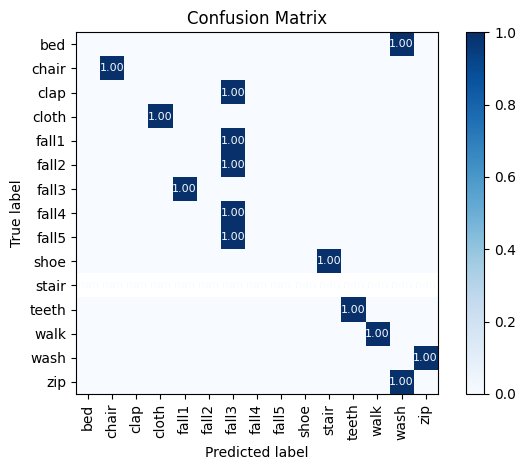 Confusion Matrix
True label
bed 1.00
chair 1.00
clap 1.00
cloth 1.00
fall1 1.00
fall2 1.00
fall3 1.00
fall4 1.00
fall5 1.00
shoe 1.00
stair
teeth 1.00
walk 1.00
wash 1.00
zip 1.00
bed chair clap cloth fall1 fall2 fall3 fall4 fall5 shoe stair teeth walk wash zip
Predicted label
1.0
0.8
0.6
0.4
0.2
0.0